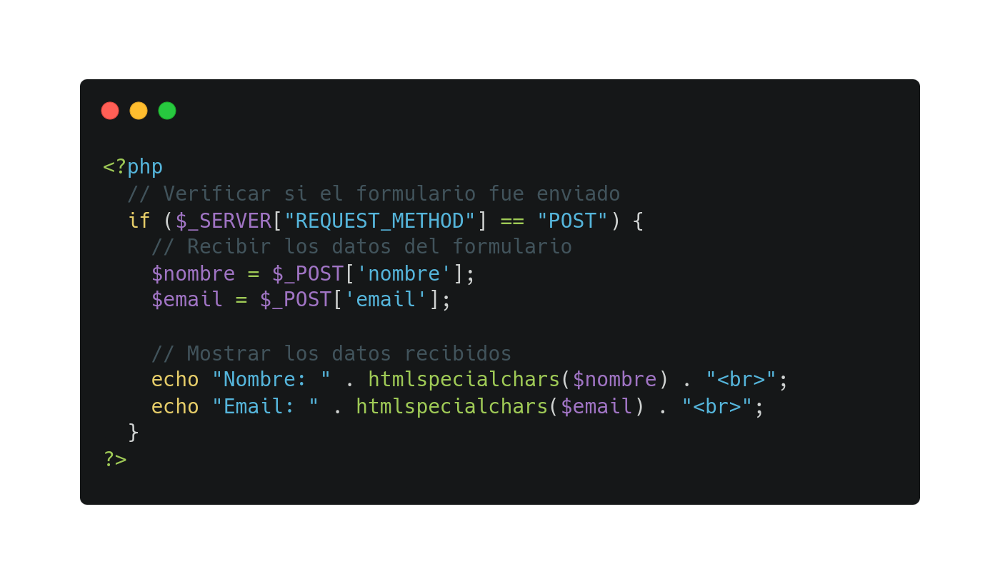 <?php
  // Verificar si el formulario fue enviado
  if ($_SERVER["REQUEST_METHOD"] == "POST") {
    // Recibir los datos del formulario
    $nombre = $_POST['nombre'];
    $email = $_POST['email'];

    // Mostrar los datos recibidos
    echo "Nombre: " . htmlspecialchars($nombre) . "<br>";
    echo "Email: " . htmlspecialchars($email) . "<br>";
  }
?>